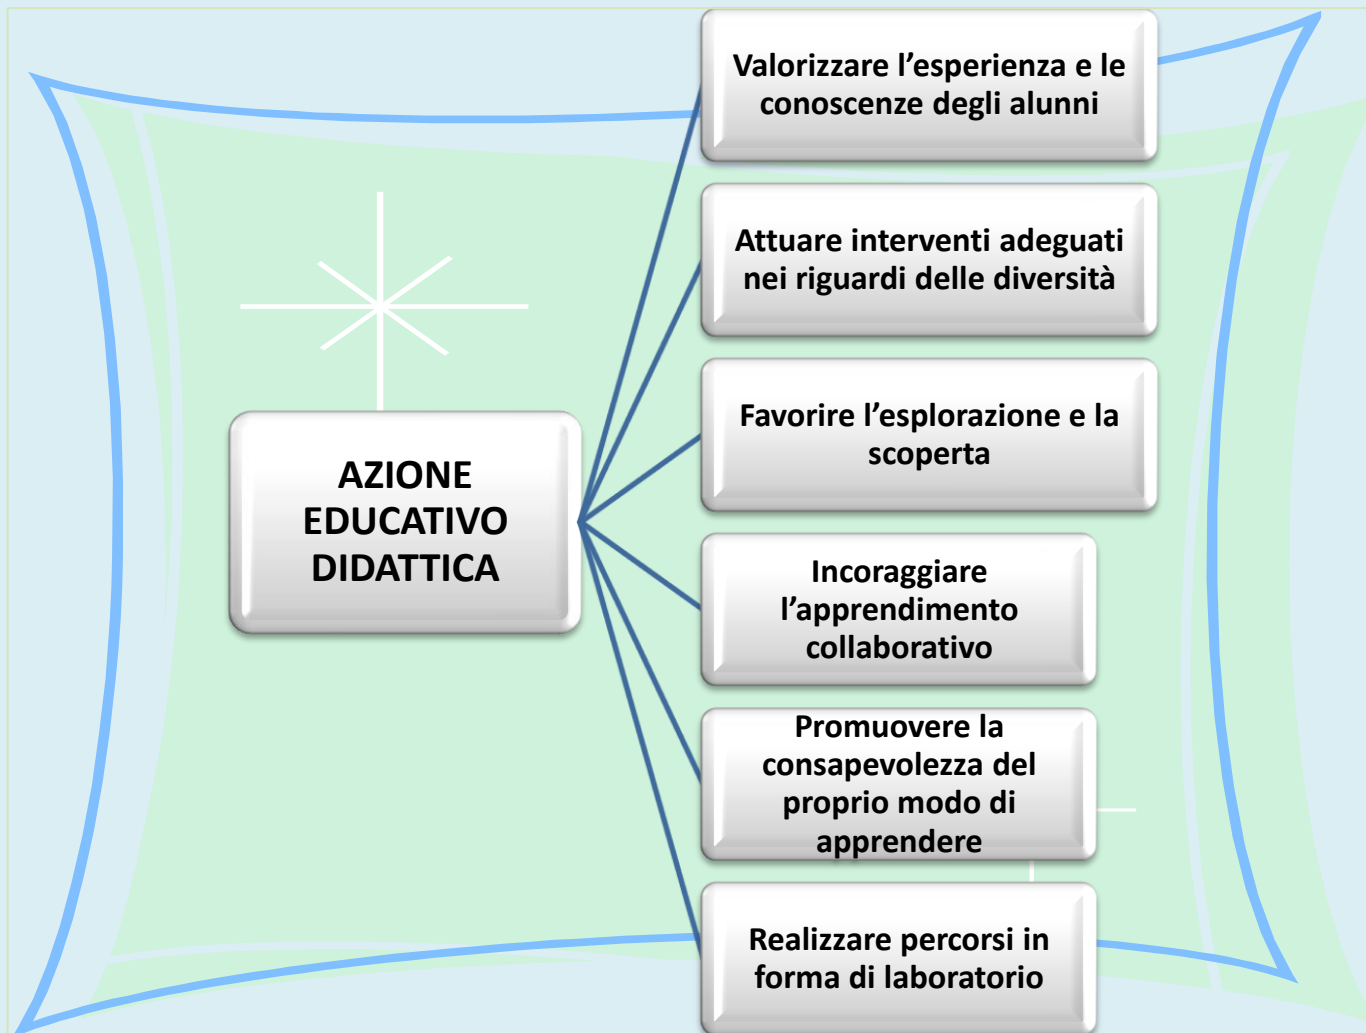 Valorizzare l’esperienza e le
conoscenze degli alunni
Attuare interventi adeguati
nei riguardi delle diversità
Favorire l’esplorazione e la
scoperta
AZIONE
EDUCATIVO
DIDATTICA
Incoraggiare
l’apprendimento
collaborativo
Promuovere la
consapevolezza del
proprio modo di
apprendere
Realizzare percorsi in
forma di laboratorio